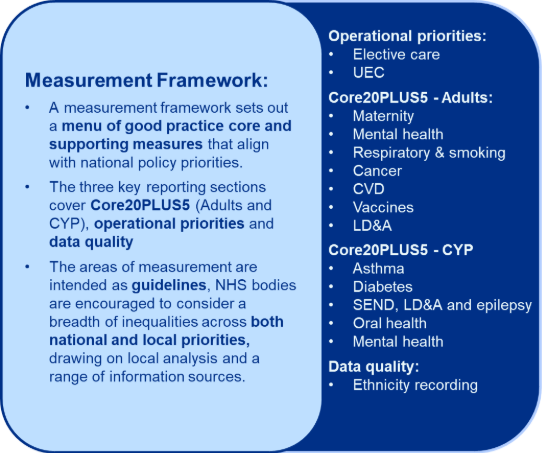 Measurement Framework:
• A measurement framework sets out
a menu of good practice core and
supporting measures that align
with national policy priorities.
• The three key reporting sections
cover Core20PLUS5 (Adults and
CYP), operational priorities and
data quality
• The areas of measurement are
intended as guidelines, NHS bodies
are encouraged to consider a
breadth of inequalities across both
national and local priorities,
drawing on local analysis and a
range of information sources.
Operational priorities:
• Elective care
• UEC
Core20PLUS5 - Adults:
• Maternity
• Mental health
• Respiratory & smoking
• Cancer
• CVD
• Vaccines
• LD&A
Core20PLUS5 - CYP
• Asthma
• Diabetes
• SEND, LD&A and epilepsy
• Oral health
• Mental health
Data quality:
• Ethnicity recording